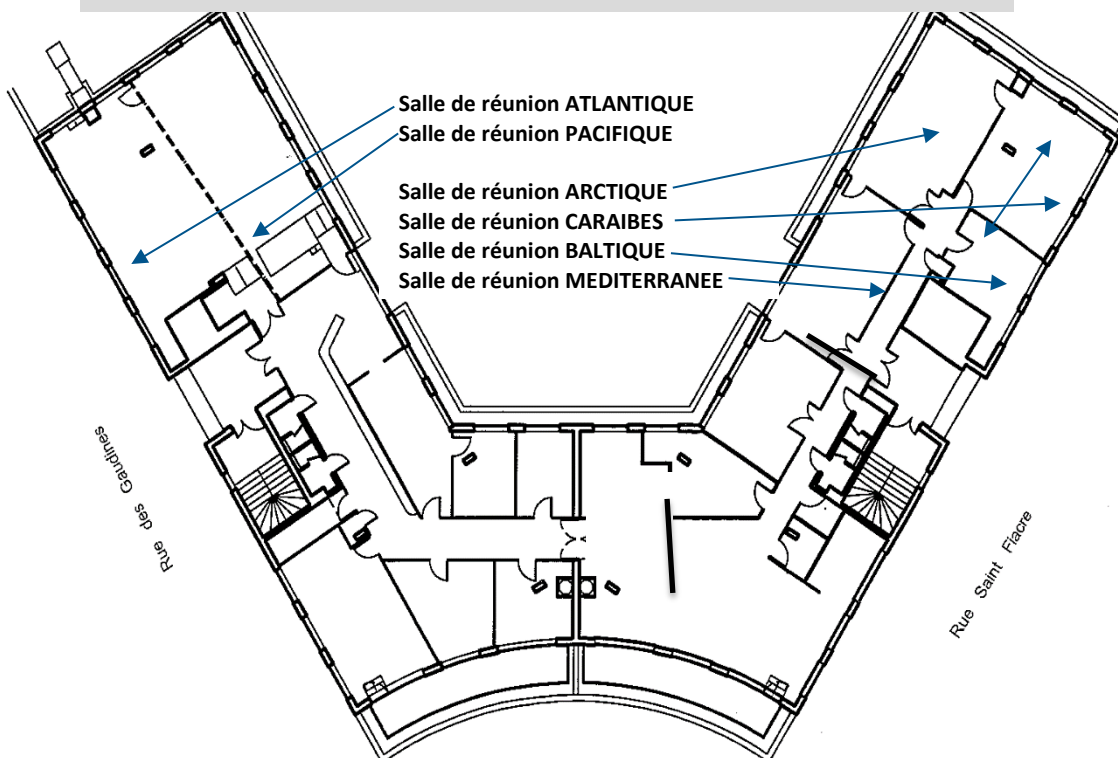 Salle de réunion ATLANTIQUE
Salle de réunion PACIFIQUE
Salle de réunion ARCTIQUE
Salle de réunion CARAIBES
Salle de réunion BALTIQUE
Salle de réunion MEDITERRANEE
Rue des Gaudines
Rue Saint Fiacre